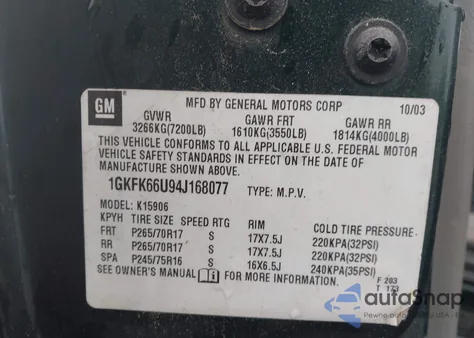 GM
MFD BY GENERAL MOTORS CORP 10/03
GVWR GAWR FRT GAWR RR
3266KG(7200LB) 1610KG(3550LB) 1814KG(4000LB)
THIS VEHICLE CONFORMS TO ALL APPLICABLE U.S. FEDERAL MOTOR
VEHICLE SAFETY STANDARDS IN EFFECT ON THE DATE OF
MANUFACTURE SHOWN ABOVE.
1GKFK66U94J168077 TYPE: M.P.V.
MODEL: K15906
KPYH TIRE SIZE SPEED RTG RIM COLD TIRE PRESSURE
FRT P265/70R17 S 17X7.5J 220KPA(32PSI)
RR P265/70R17 S 17X7.5J 220KPA(32PSI)
SPA P245/75R16 S 16X6.5J 240KPA(35PSI)
SEE OWNER'S MANUAL FOR MORE INFORMATION. F 203
T 173
autoSnap